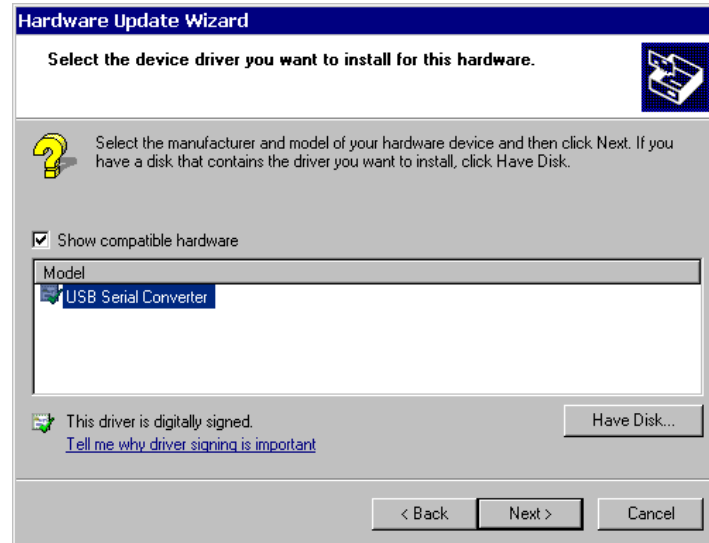 Hardware Update Wizard
Select the device driver you want to install for this hardware.
Select the manufacturer and model of your hardware device and then click Next. If you
have a disk that contains the driver you want to install, click Have Disk.
Show compatible hardware
Model
USB Serial Converter
This driver is digitally signed.
Have Disk...
Tell me why driver signing is important
< Back
Next >
Cancel